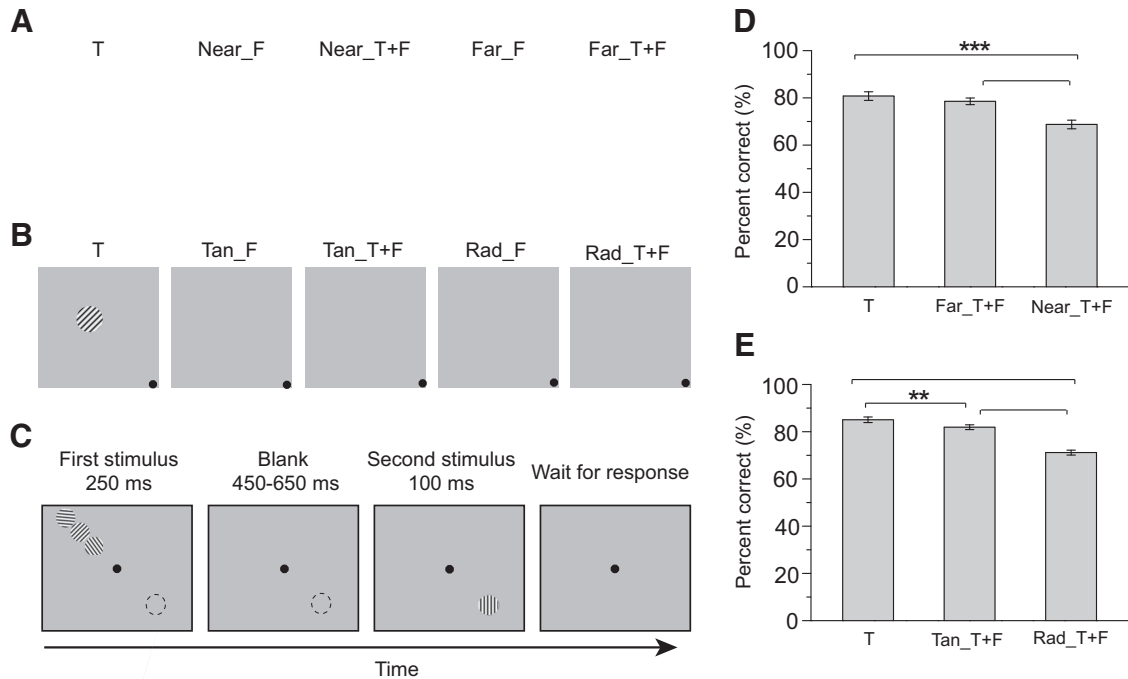 A
T Near_F Near_T+F Far_F Far_T+F
B
T Tan_F Tan_T+F Rad_F Rad_T+F
C
First stimulus
250 ms
Blank
450-650 ms
Second stimulus
100 ms
Wait for response
Time
D
Percent correct (%)
100
80
60
40
20
0
***
T Far_T+F Near_T+F
E
Percent correct (%)
100
80
60
40
20
0
**
T Tan_T+F Rad_T+F